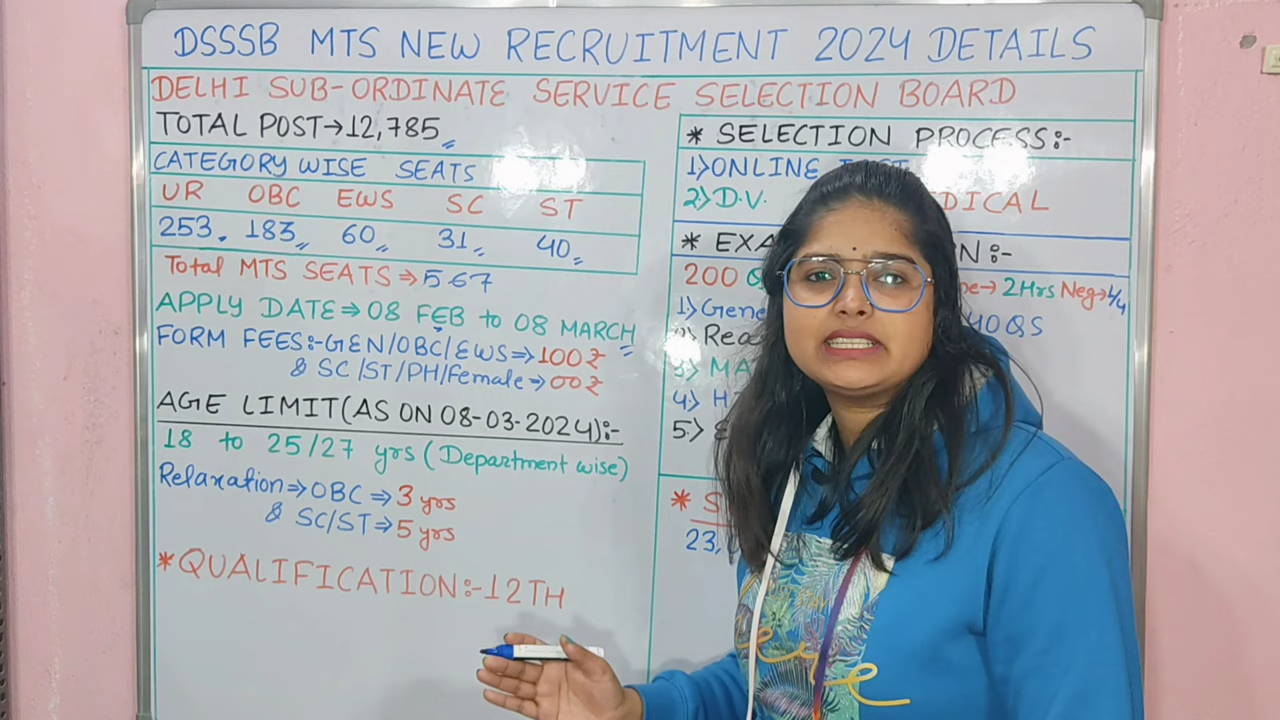 DSSSB MTS NEW RECRUITMENT 2024 DETAILS
DELHI SUB-ORDINATE SERVICE SELECTION BOARD
TOTAL POST→12,785
CATEGORY WISE SEATS
UR OBC EWS SC ST
253 183 60 31 40
Total MTS SEATS⇒567
APPLY DATE⇒08 FEB to 08 MARCH
FORM FEES:-GEN/OBC/EWS⇒100₹
& SC/ST/PH/Female→00₹
AGE LIMIT(AS ON 08-03-2024):-
18 to 25/27 yrs (Department wise)
Relaxation⇒OBC⇒3 yrs
& SC/ST⇒5 yrs
*QUALIFICATION:-12TH
* SELECTION PROCESS:-
1>ONLINE
2>D.V. DICAL
* EXA N:-
200 2Hrs Neg→1/4
1>Gene 40QS
Rea
MA
4> H
5>
* S
23,